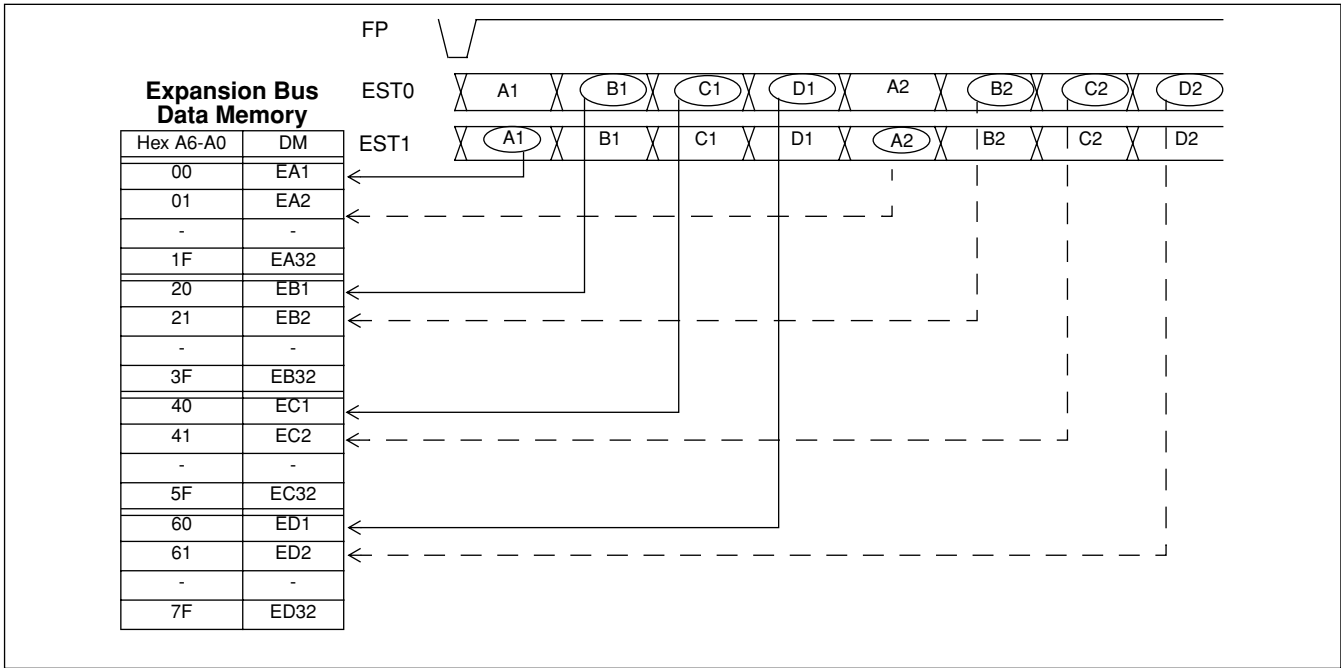 FP
EST0 A1 B1 C1 D1 A2 B2 C2 D2
EST1 A1 B1 C1 D1 A2 B2 C2 D2
Expansion Bus
Data Memory
Hex A6-A0 DM
00 EA1
01 EA2
- -
1F EA32
20 EB1
21 EB2
- -
3F EB32
40 EC1
41 EC2
- -
5F EC32
60 ED1
61 ED2
- -
7F ED32